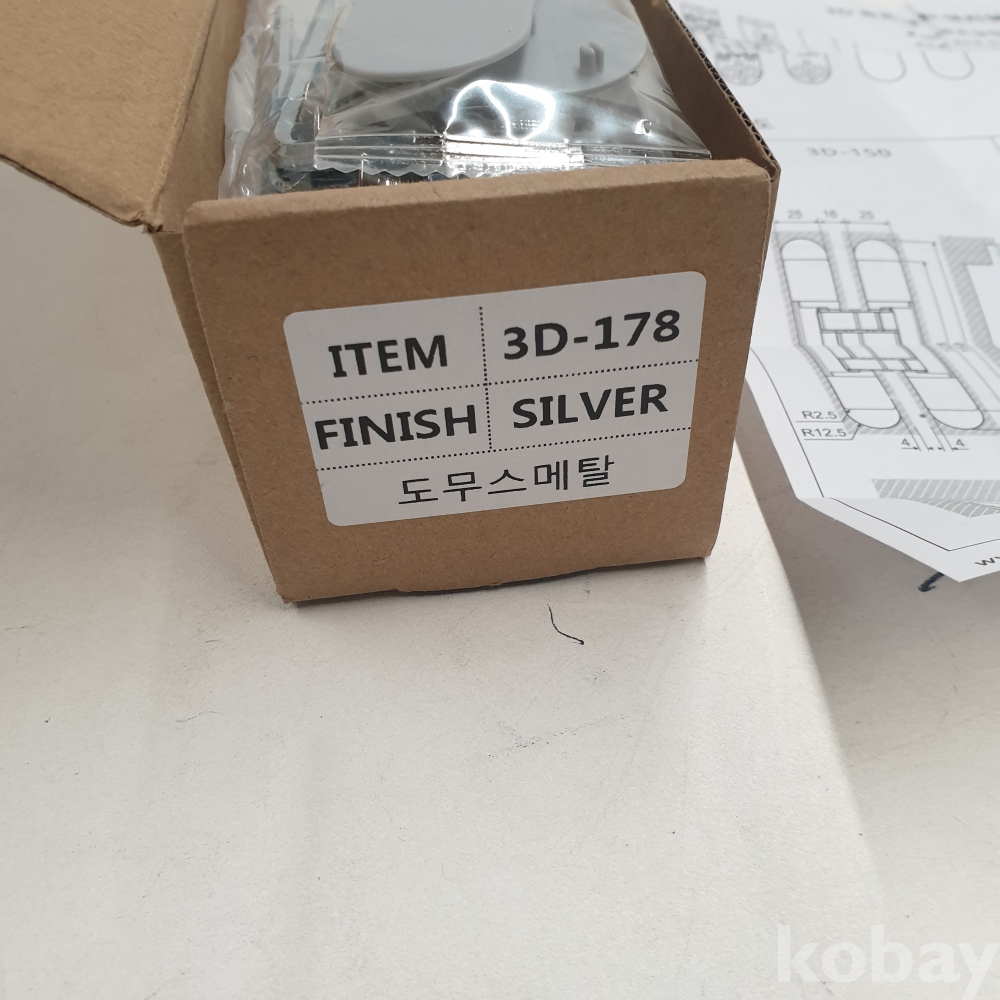 ITEM 3D-178
FINISH SILVER
도무스메탈
3D-150
25 16 25
R2.5
R12.5
4 4
kobay